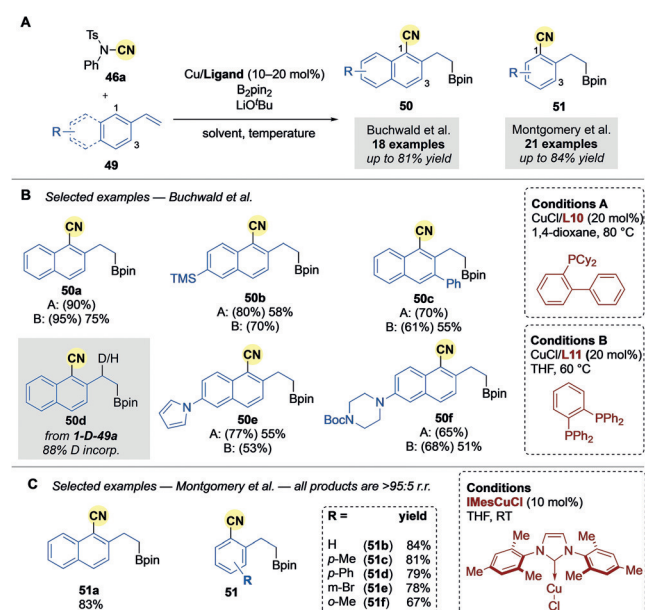 A
Ts
N–CN
Ph
46a
+
R
1
3
49
Cu/Ligand (10–20 mol%)
B2pin2
LiOtBu
solvent, temperature
CN
1
R
3
Bpin
50
Buchwald et al.
18 examples
up to 81% yield
CN
1
R
3
Bpin
51
Montgomery et al.
21 examples
up to 84% yield
B Selected examples — Buchwald et al.
CN
Bpin
50a
A: (90%)
B: (95%) 75%
CN
TMS
Bpin
50b
A: (80%) 58%
B: (70%)
CN
Ph
Bpin
50c
A: (70%)
B: (61%) 55%
Conditions A
CuCl/L10 (20 mol%)
1,4-dioxane, 80 °C
PCy2
CN
D/H
Bpin
50d
from 1-D-49a
88% D incorp.
CN
N
Bpin
50e
A: (77%) 55%
B: (53%)
CN
N
BocN
Bpin
50f
A: (65%)
B: (68%) 51%
Conditions B
CuCl/L11 (20 mol%)
THF, 60 °C
PPh2
PPh2
C Selected examples — Montgomery et al. — all products are >95:5 r.r.
CN
Bpin
51a
83%
CN
R
Bpin
51
R = yield
H (51b) 84%
p-Me (51c) 81%
p-Ph (51d) 79%
m-Br (51e) 78%
o-Me (51f) 67%
Conditions
IMesCuCl (10 mol%)
THF, RT
Me Me
N N
Me Me Me Me
Cu
Cl